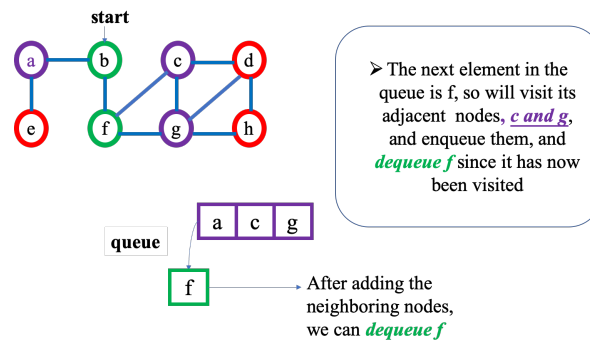 start
a b c d
e f g h
➤ The next element in the
queue is f, so will visit its
adjacent nodes, c and g,
and enqueue them, and
dequeue f since it has now
been visited
a c g
queue
f
After adding the
neighboring nodes,
we can dequeue f